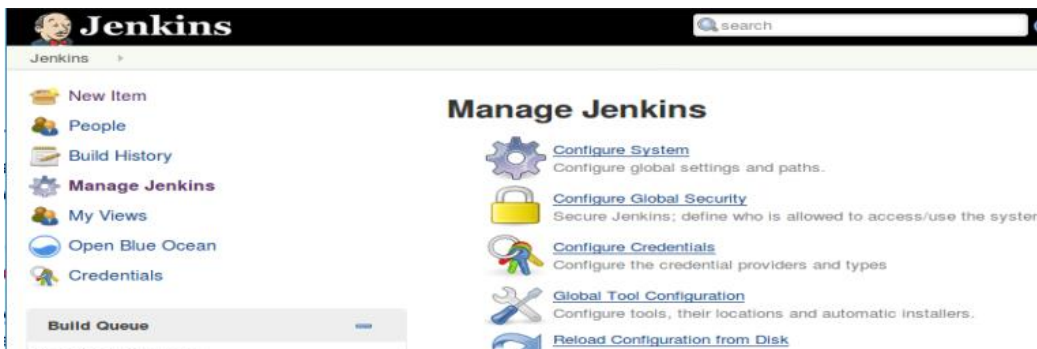 Jenkins
search
Jenkins
New Item
People
Build History
Manage Jenkins
My Views
Open Blue Ocean
Credentials
Build Queue
Manage Jenkins
Configure System
Configure global settings and paths.
Configure Global Security
Secure Jenkins; define who is allowed to access/use the syster
Configure Credentials
Configure the credential providers and types
Global Tool Configuration
Configure tools, their locations and automatic installers.
Reload Configuration from Disk